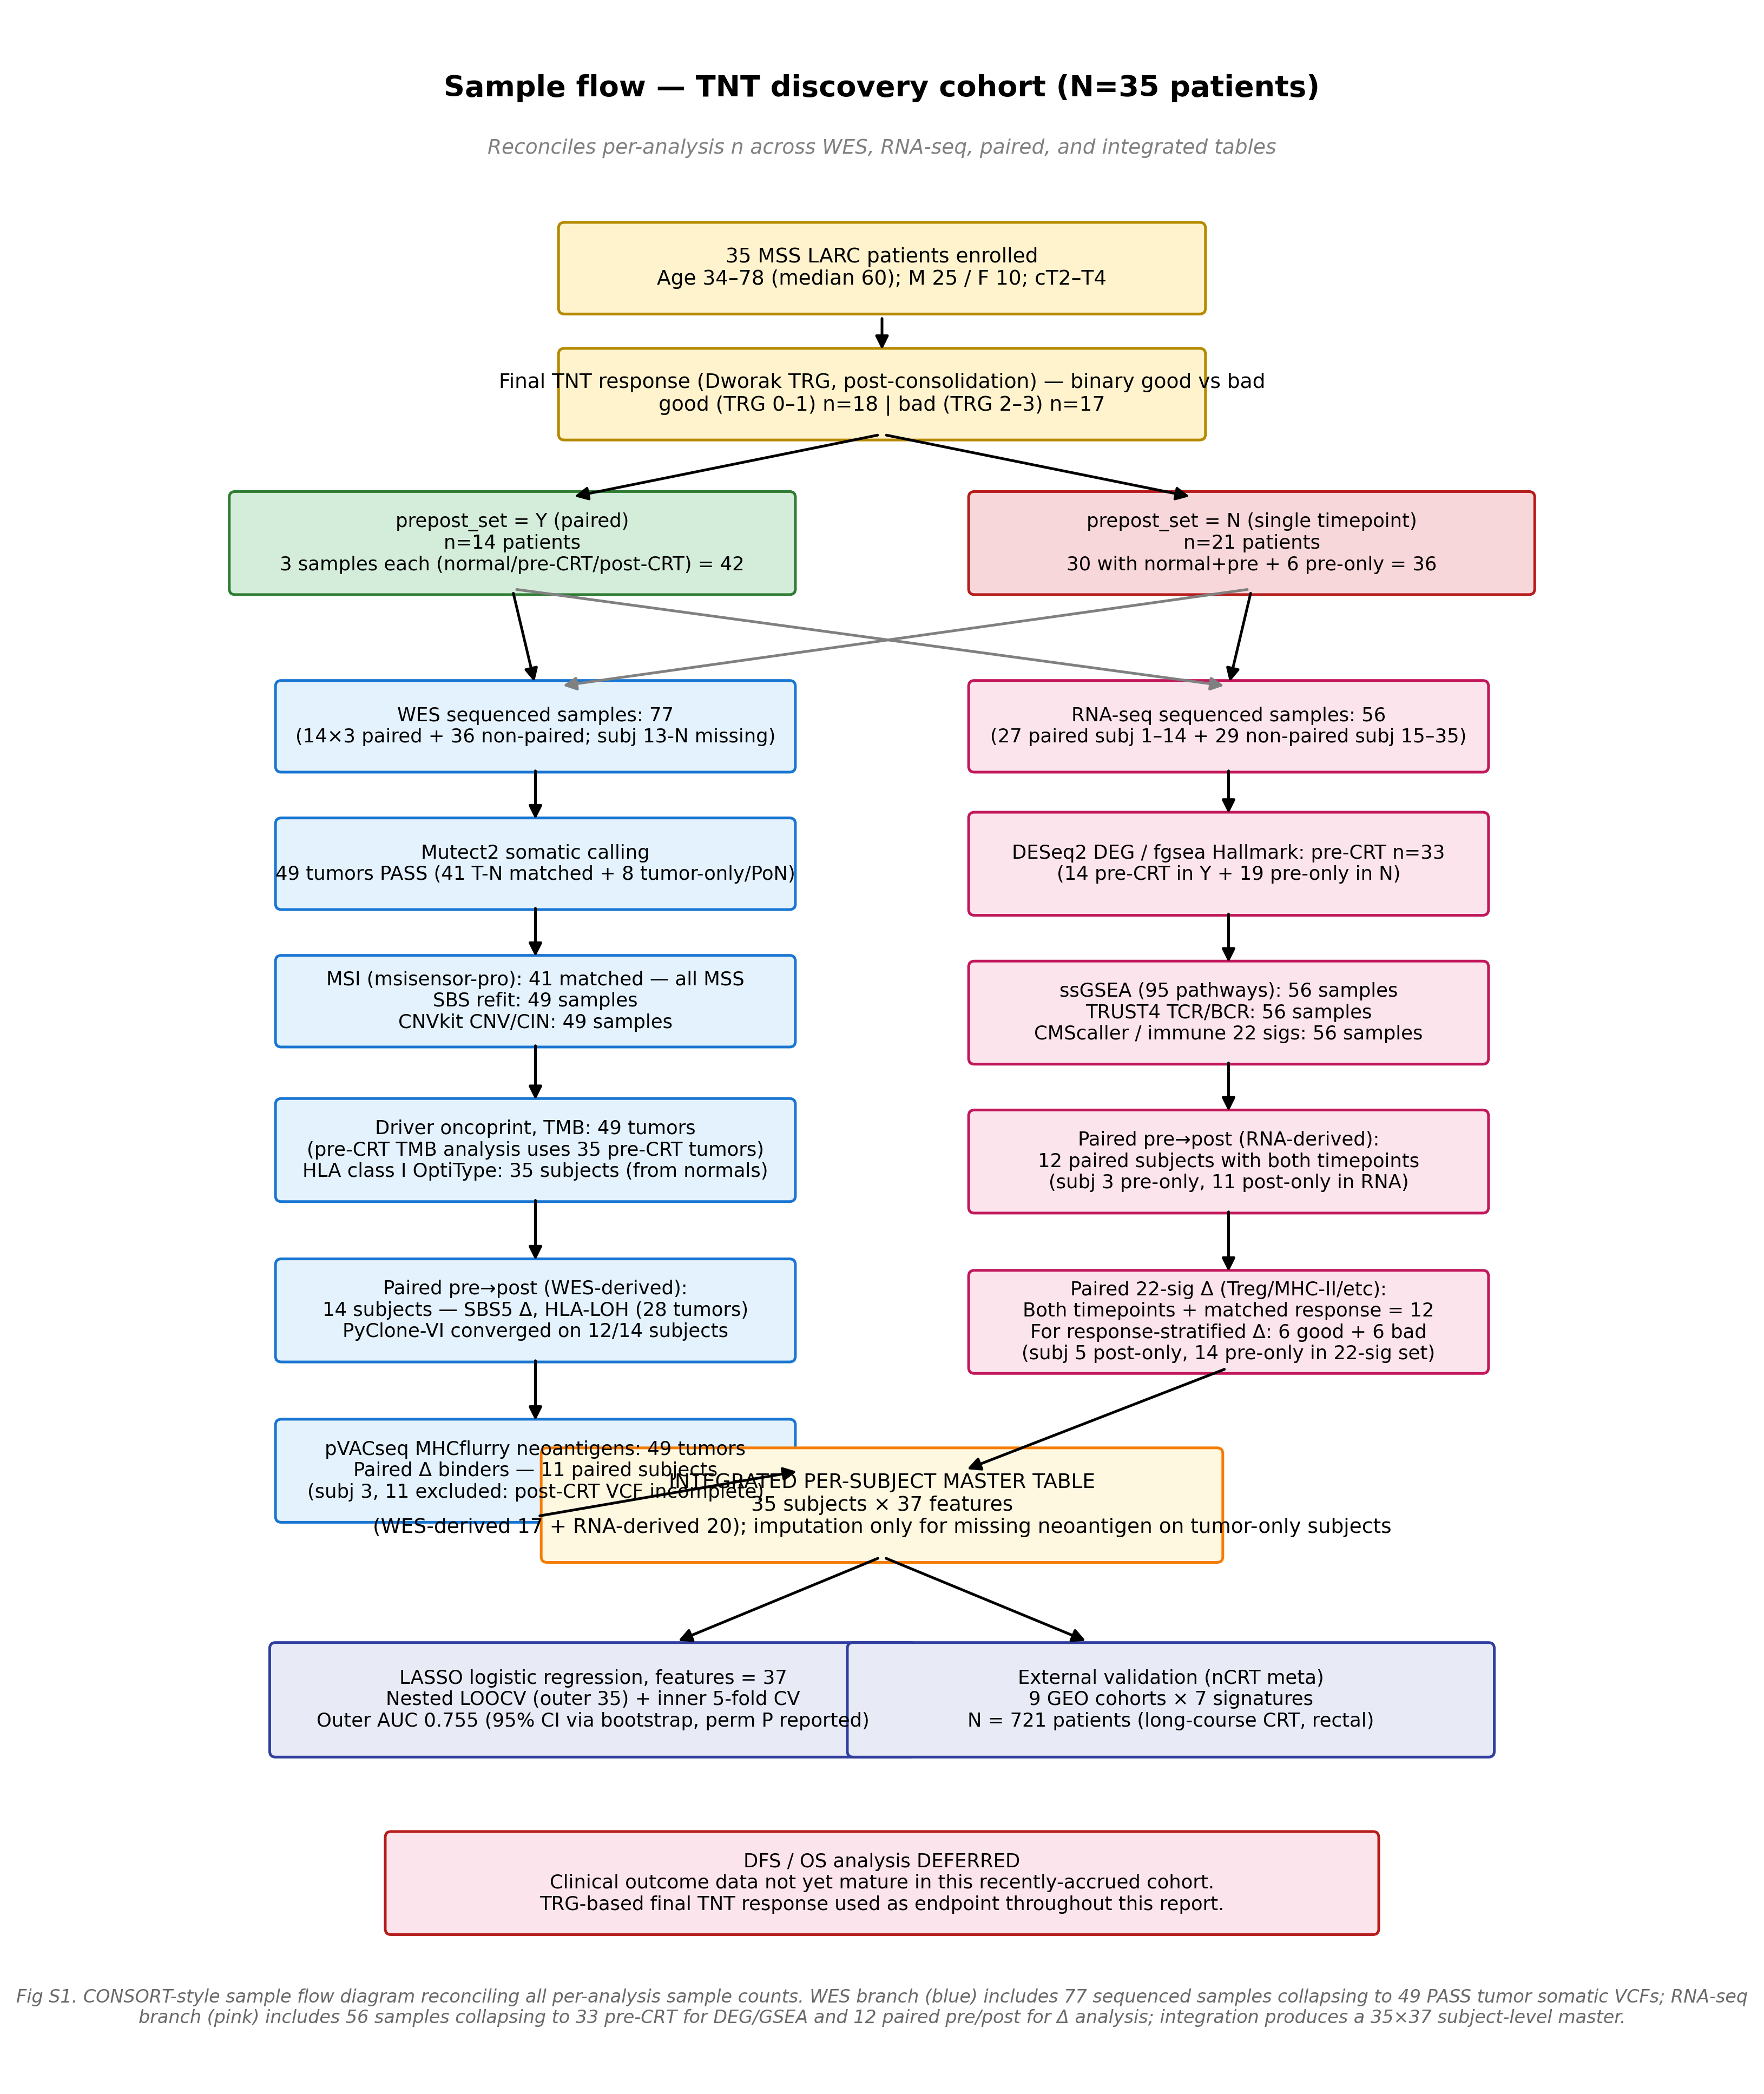 Sample flow — TNT discovery cohort (N=35 patients)
Reconciles per-analysis n across WES, RNA-seq, paired, and integrated tables
35 MSS LARC patients enrolled
Age 34–78 (median 60); M 25 / F 10; cT2–T4
Final TNT response (Dworak TRG, post-consolidation) — binary good vs bad
good (TRG 0–1) n=18 | bad (TRG 2–3) n=17
prepost_set = Y (paired)
n=14 patients
3 samples each (normal/pre-CRT/post-CRT) = 42
prepost_set = N (single timepoint)
n=21 patients
30 with normal+pre + 6 pre-only = 36
WES sequenced samples: 77
(14×3 paired + 36 non-paired; subj 13-N missing)
RNA-seq sequenced samples: 56
(27 paired subj 1–14 + 29 non-paired subj 15–35)
Mutect2 somatic calling
49 tumors PASS (41 T-N matched + 8 tumor-only/PoN)
DESeq2 DEG / fgsea Hallmark: pre-CRT n=33
(14 pre-CRT in Y + 19 pre-only in N)
MSI (msisensor-pro): 41 matched — all MSS
SBS refit: 49 samples
CNVkit CNV/CIN: 49 samples
ssGSEA (95 pathways): 56 samples
TRUST4 TCR/BCR: 56 samples
CMScaller / immune 22 sigs: 56 samples
Driver oncoprint, TMB: 49 tumors
(pre-CRT TMB analysis uses 35 pre-CRT tumors)
HLA class I OptiType: 35 subjects (from normals)
Paired pre→post (RNA-derived):
12 paired subjects with both timepoints
(subj 3 pre-only, 11 post-only in RNA)
Paired pre→post (WES-derived):
14 subjects — SBS5 Δ, HLA-LOH (28 tumors)
PyClone-VI converged on 12/14 subjects
Paired 22-sig Δ (Treg/MHC-II/etc):
Both timepoints + matched response = 12
For response-stratified Δ: 6 good + 6 bad
(subj 5 post-only, 14 pre-only in 22-sig set)
pVACseq MHCflurry neoantigens: 49 tumors
Paired Δ binders — 11 paired subjects
(subj 3, 11 excluded: post-CRT VCF incomplete)
INTEGRATED PER-SUBJECT MASTER TABLE
35 subjects × 37 features
(WES-derived 17 + RNA-derived 20); imputation only for missing neoantigen on tumor-only subjects
LASSO logistic regression, features = 37
Nested LOOCV (outer 35) + inner 5-fold CV
Outer AUC 0.755 (95% CI via bootstrap, perm P reported)
External validation (nCRT meta)
9 GEO cohorts × 7 signatures
N = 721 patients (long-course CRT, rectal)
DFS / OS analysis DEFERRED
Clinical outcome data not yet mature in this recently-accrued cohort.
TRG-based final TNT response used as endpoint throughout this report.
Fig S1. CONSORT-style sample flow diagram reconciling all per-analysis sample counts. WES branch (blue) includes 77 sequenced samples collapsing to 49 PASS tumor somatic VCFs; RNA-seq
branch (pink) includes 56 samples collapsing to 33 pre-CRT for DEG/GSEA and 12 paired pre/post for Δ analysis; integration produces a 35×37 subject-level master.